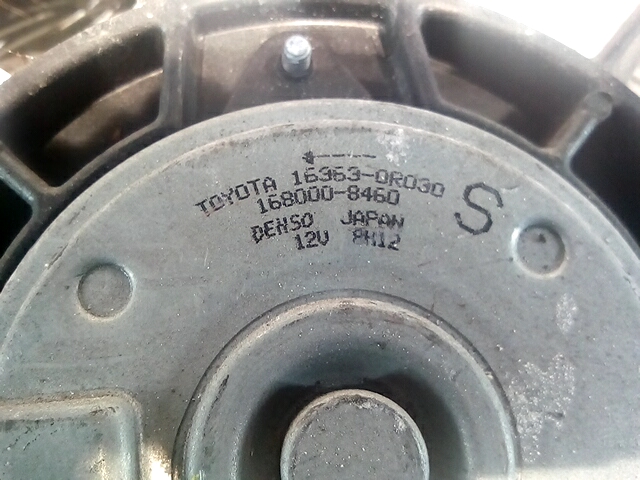 TOYOTA 16363-0R030
168000-8460 S
DENSO JAPAN
12V 8H12